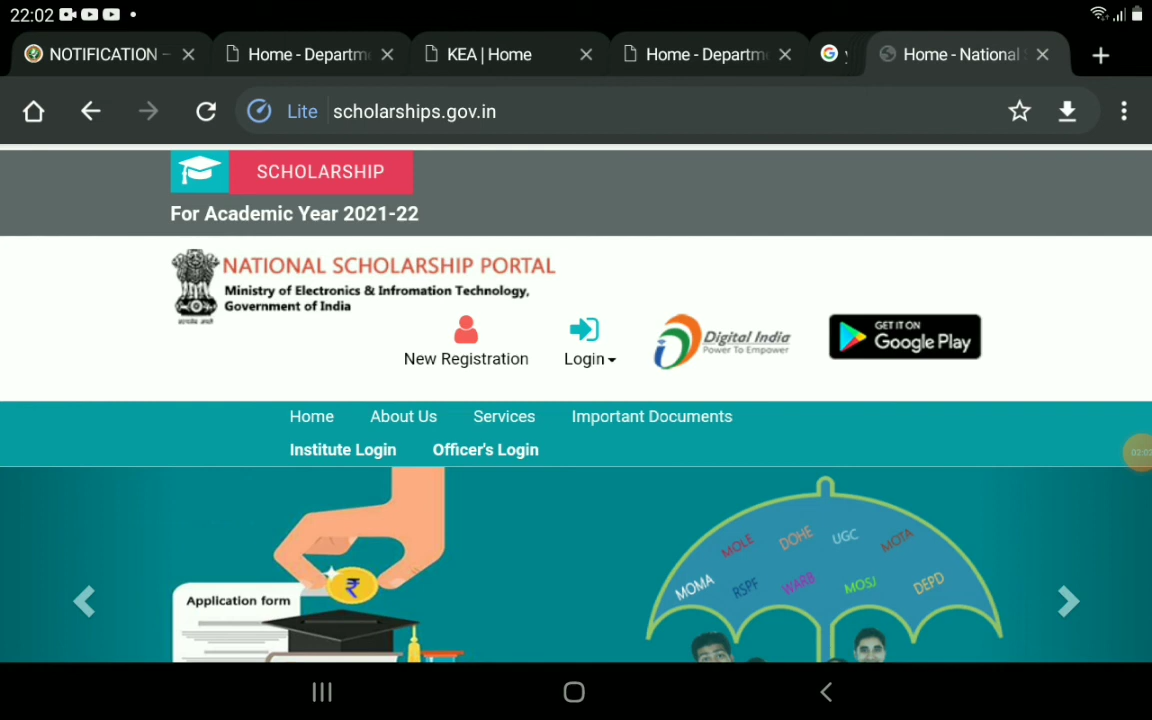 22:02
NOTIFICATION –
Home - Departm
KEA | Home
Home - Departm
Home - National
Lite scholarships.gov.in
SCHOLARSHIP
For Academic Year 2021-22
NATIONAL SCHOLARSHIP PORTAL
Ministry of Electronics & Infromation Technology,
Government of India
New Registration
Login
Digital India
Power To Empower
GET IT ON
Google Play
Home About Us Services Important Documents
Institute Login Officer's Login
MOLE DOHE UGC MOTA
MOMA RSPF WARB MOSJ DEPD
Application form